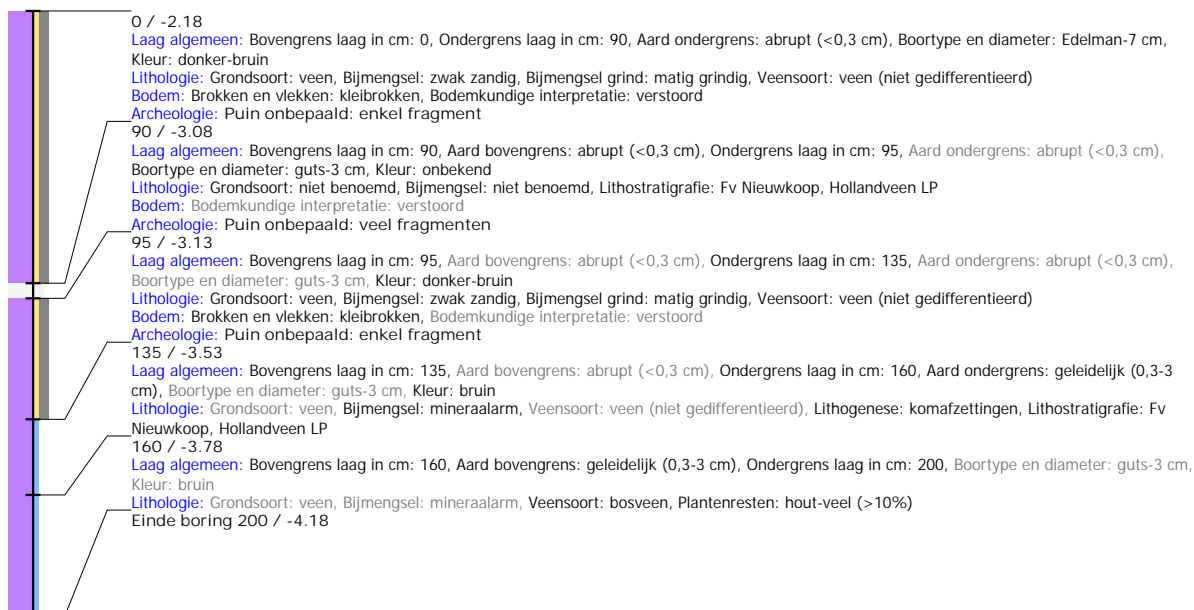 0 / -2.18
Laag algemeen: Bovengrens laag in cm: 0, Ondergrens laag in cm: 90, Aard ondergrens: abrupt (<0,3 cm), Boortype en diameter: Edelman-7 cm,
Kleur: donker-bruin
Lithologie: Grondsoort: veen, Bijmengsel: zwak zandig, Bijmengsel grind: matig grindig, Veensoort: veen (niet gedifferentieerd)
Bodem: Brokken en vlekken: kleibrokken, Bodemkundige interpretatie: verstoord
Archeologie: Puin onbepaald: enkel fragment
90 / -3.08
Laag algemeen: Bovengrens laag in cm: 90, Aard bovengrens: abrupt (<0,3 cm), Ondergrens laag in cm: 95, Aard ondergrens: abrupt (<0,3 cm),
Boortype en diameter: guts-3 cm, Kleur: onbekend
Lithologie: Grondsoort: niet benoemd, Bijmengsel: niet benoemd, Lithostratigrafie: Fv Nieuwkoop, Hollandveen LP
Bodem: Bodemkundige interpretatie: verstoord
Archeologie: Puin onbepaald: veel fragmenten
95 / -3.13
Laag algemeen: Bovengrens laag in cm: 95, Aard bovengrens: abrupt (<0,3 cm), Ondergrens laag in cm: 135, Aard ondergrens: abrupt (<0,3 cm),
Boortype en diameter: guts-3 cm, Kleur: donker-bruin
Lithologie: Grondsoort: veen, Bijmengsel: zwak zandig, Bijmengsel grind: matig grindig, Veensoort: veen (niet gedifferentieerd)
Bodem: Brokken en vlekken: kleibrokken, Bodemkundige interpretatie: verstoord
Archeologie: Puin onbepaald: enkel fragment
135 / -3.53
Laag algemeen: Bovengrens laag in cm: 135, Aard bovengrens: abrupt (<0,3 cm), Ondergrens laag in cm: 160, Aard ondergrens: geleidelijk (0,3-3
cm), Boortype en diameter: guts-3 cm, Kleur: bruin
Lithologie: Grondsoort: veen, Bijmengsel: mineraalarm, Veensoort: veen (niet gedifferentieerd), Lithogenese: komafzettingen, Lithostratigrafie: Fv
Nieuwkoop, Hollandveen LP
160 / -3.78
Laag algemeen: Bovengrens laag in cm: 160, Aard bovengrens: geleidelijk (0,3-3 cm), Ondergrens laag in cm: 200, Boortype en diameter: guts-3 cm,
Kleur: bruin
Lithologie: Grondsoort: veen, Bijmengsel: mineraalarm, Veensoort: bosveen, Plantenresten: hout-veel (>10%)
Einde boring 200 / -4.18